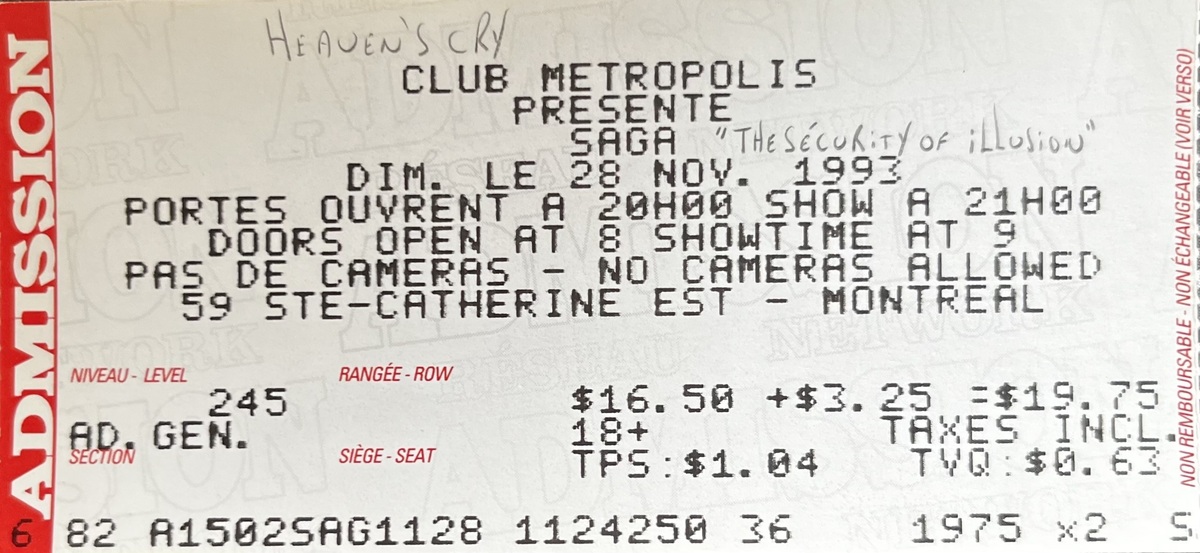 HEAVEN'S CRY
CLUB METROPOLIS
PRESENTE
SAGA "THE SÉCURITY OF iLLUSION"
DIM. LE 28 NOV. 1993
PORTES OUVRENT A 20H00 SHOW A 21H00
DOORS OPEN AT 8 SHOWTIME AT 9
PAS DE CAMERAS - NO CAMERAS ALLOWED
59 STE-CATHERINE EST - MONTREAL
NIVEAU - LEVEL RANGÉE - ROW
245 $16.50 +$3.25 =$19.75
AD. GEN. 18+ TAXES INCL.
SECTION SIÈGE - SEAT
TPS:$1.04 TVQ:$0.63
6 82 A1502SAG1128 1124250 36 1975 x2 S
ADMISSION
NON REMBOURSABLE - NON ÉCHANGEABLE (VOIR VERSO)